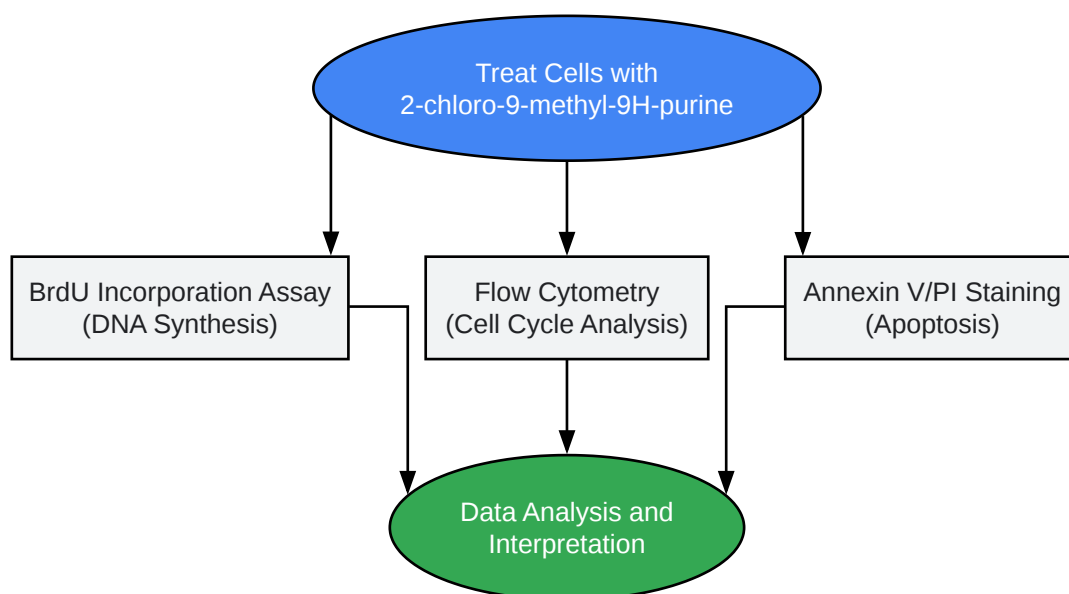 Treat Cells with
2-chloro-9-methyl-9H-purine
BrdU Incorporation Assay
(DNA Synthesis)
Flow Cytometry
(Cell Cycle Analysis)
Annexin V/PI Staining
(Apoptosis)
Data Analysis and
Interpretation